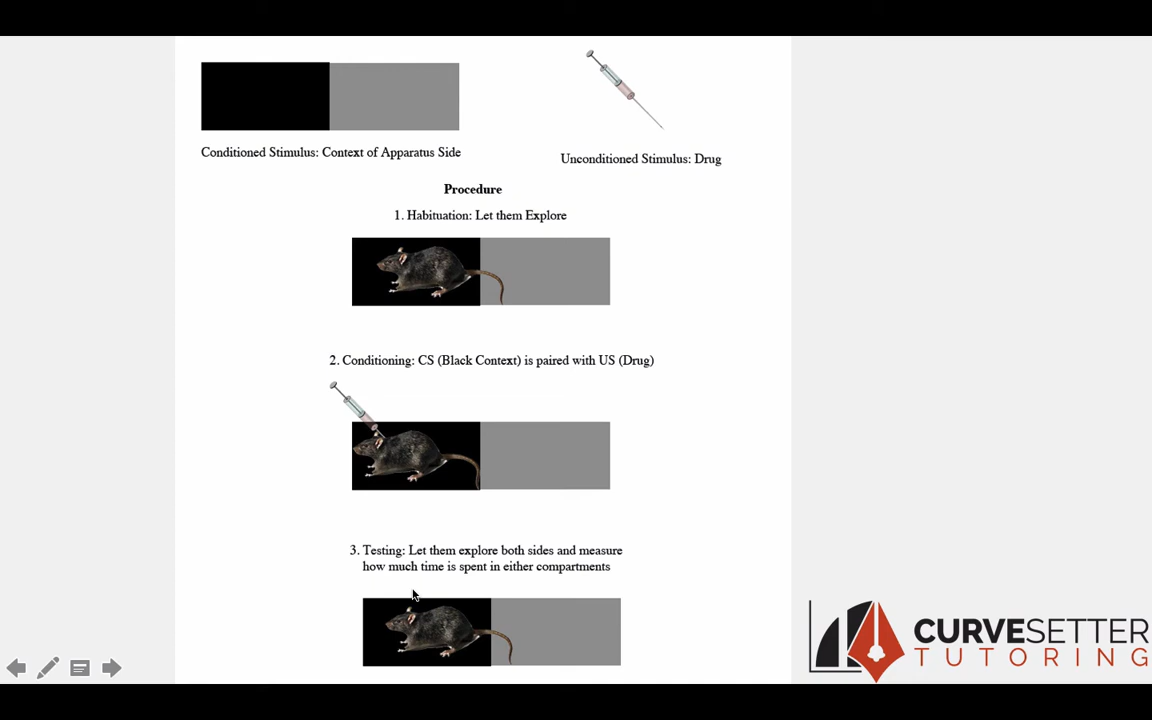 Conditioned Stimulus: Context of Apparatus Side
Unconditioned Stimulus: Drug
Procedure
1. Habituation: Let them Explore
2. Conditioning: CS (Black Context) is paired with US (Drug)
3. Testing: Let them explore both sides and measure
how much time is spent in either compartments
CURVESETTER
TUTORING